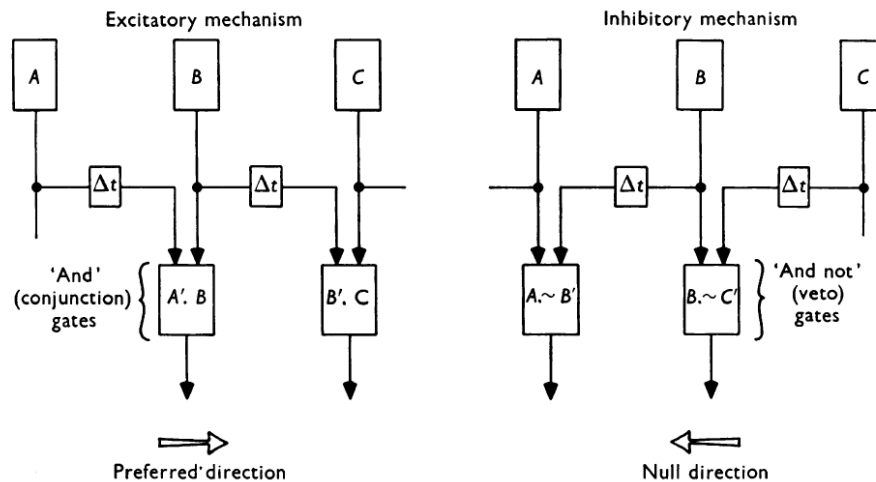 Excitatory mechanism
A
B
C
Δt
Δt
'And'
(conjunction)
gates
A'. B
B'. C
Preferred direction
Inhibitory mechanism
A
B
C
Δt
Δt
A.~ B'
B.~ C'
'And not'
(veto)
gates
Null direction